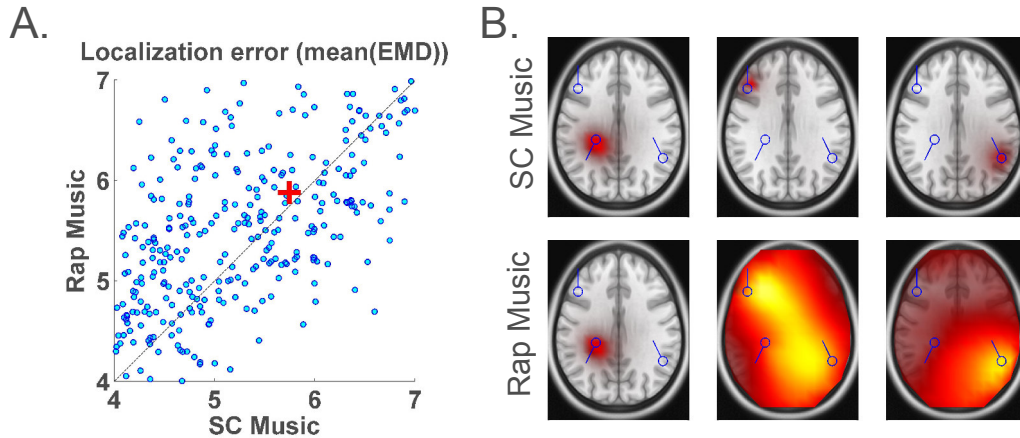 A.
Localization error (mean(EMD))
7
6
5
4
4
5
6
7
Rap Music
SC Music
B.
SC Music
Rap Music